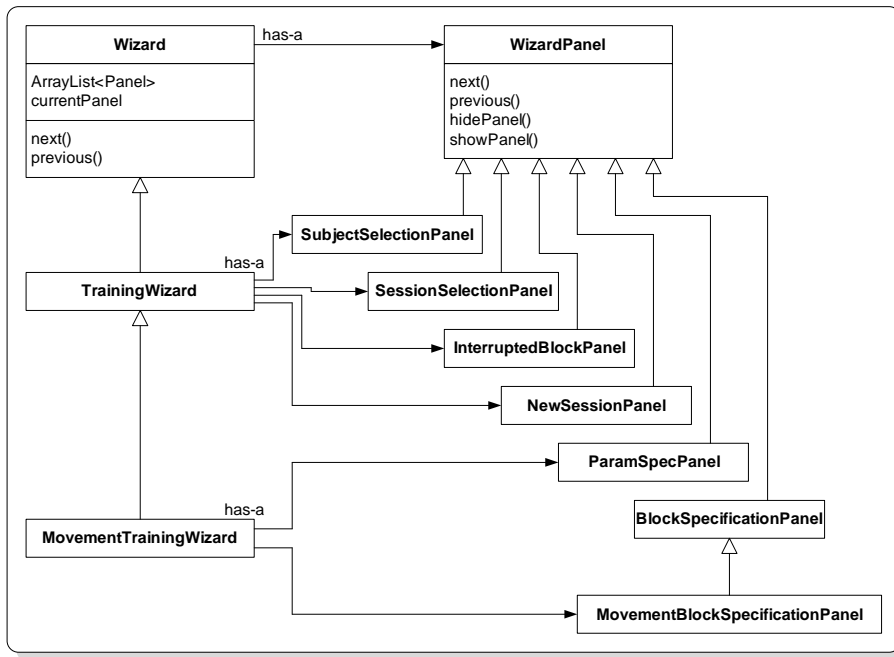 Wizard
has-a
WizardPanel
ArrayList<Panel>
currentPanel
next()
previous()
next()
previous()
hidePanel()
showPanel()
SubjectSelectionPanel
has-a
TrainingWizard
SessionSelectionPanel
InterruptedBlockPanel
NewSessionPanel
ParamSpecPanel
has-a
MovementTrainingWizard
BlockSpecificationPanel
MovementBlockSpecificationPanel